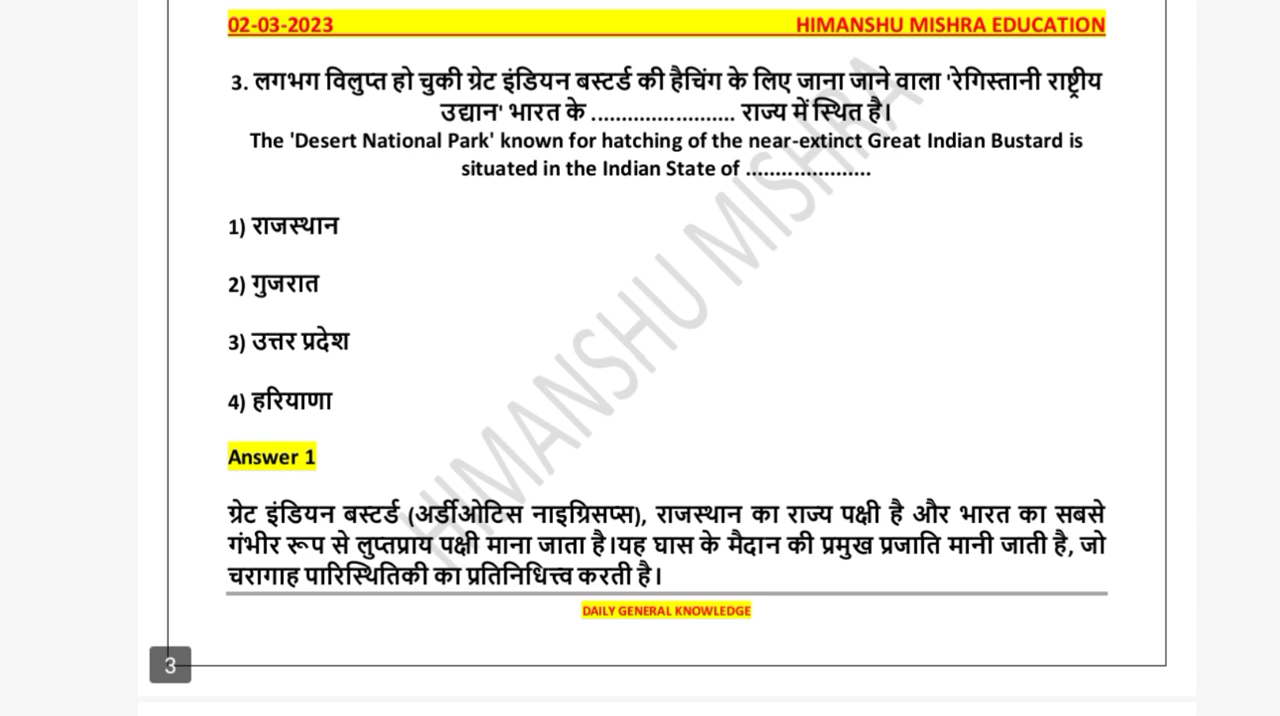 02-03-2023 HIMANSHU MISHRA EDUCATION
3. लगभग विलुप्त हो चुकी ग्रेट इंडियन बस्टर्ड की हैचिंग के लिए जाना जाने वाला 'रेगिस्तानी राष्ट्रीय
उद्यान' भारत के ........................ राज्य में स्थित है।
The 'Desert National Park' known for hatching of the near-extinct Great Indian Bustard is
situated in the Indian State of .....................
1) राजस्थान
2) गुजरात
3) उत्तर प्रदेश
4) हरियाणा
Answer 1
ग्रेट इंडियन बस्टर्ड (अर्डीओटिस नाइग्रिसप्स), राजस्थान का राज्य पक्षी है और भारत का सबसे
गंभीर रूप से लुप्तप्राय पक्षी माना जाता है।यह घास के मैदान की प्रमुख प्रजाति मानी जाती है, जो
चरागाह पारिस्थितिकी का प्रतिनिधित्त्व करती है।
DAILY GENERAL KNOWLEDGE
3
HIMANSHU MISHRA